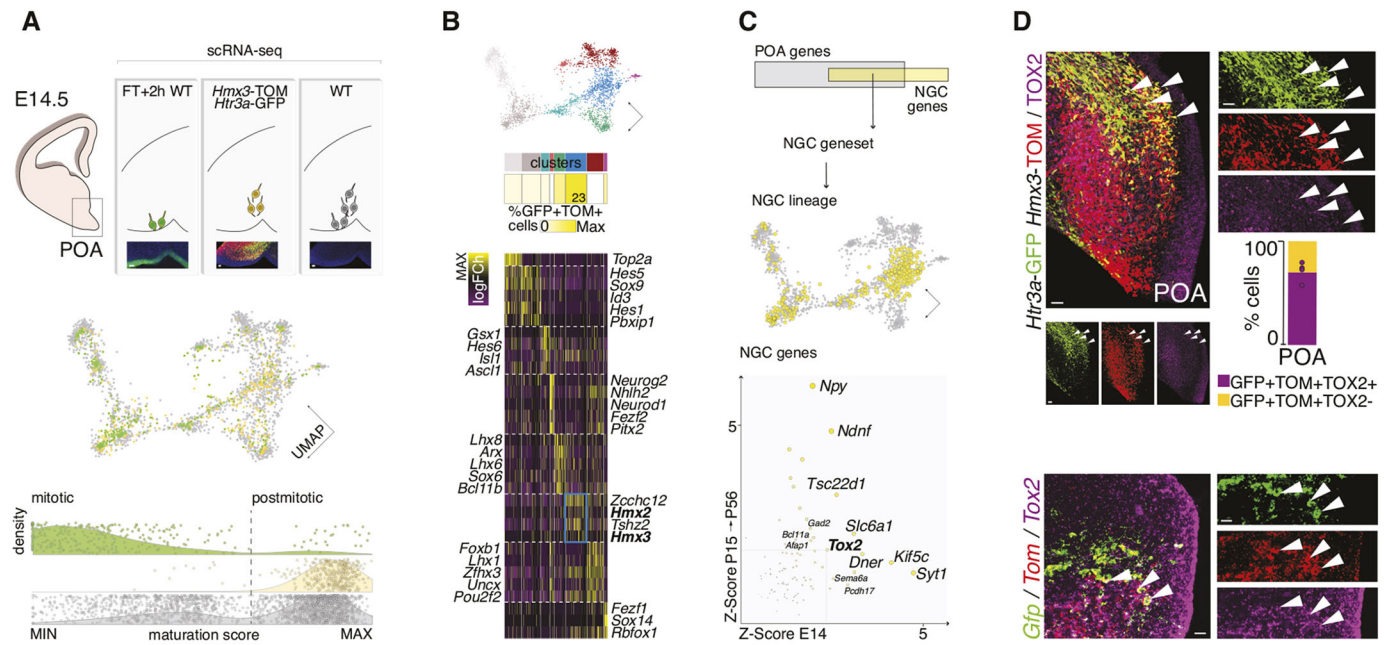 A
scRNA-seq
E14.5
FT+2h WT
Hmx3-TOM
Htr3a-GFP
WT
POA
UMAP
mitotic
postmitotic
density
MIN
maturation score
MAX
B
clusters
23
%GFP+TOM+
cells 0
Max
MAX
logFCh
Top2a
Hes5
Sox9
Id3
Hes1
Pbxip1
Gsx1
Hes6
Isl1
Ascl1
Neurog2
Nhlh2
Neurod1
Fezf2
Pitx2
Lhx8
Arx
Lhx6
Sox6
Bcl11b
Zcchc12
Hmx2
Tshz2
Hmx3
Foxb1
Lhx1
Zfhx3
Uncx
Pou2f2
Fezf1
Sox14
Rbfox1
C
POA genes
NGC
genes
NGC geneset
NGC lineage
NGC genes
Z-Score P15 → P56
5
Npy
Ndnf
Tsc22d1
Gad2
Slc6a1
Bcl11a
Afap1
Tox2
Dner
Kif5c
Syt1
Sema6a
Pcdh17
Z-Score E14
5
D
Htr3a-GFP Hmx3-TOM / TOX2
POA
100
% cells
0
POA
GFP+TOM+TOX2+
GFP+TOM+TOX2-
Gfp / Tom / Tox2